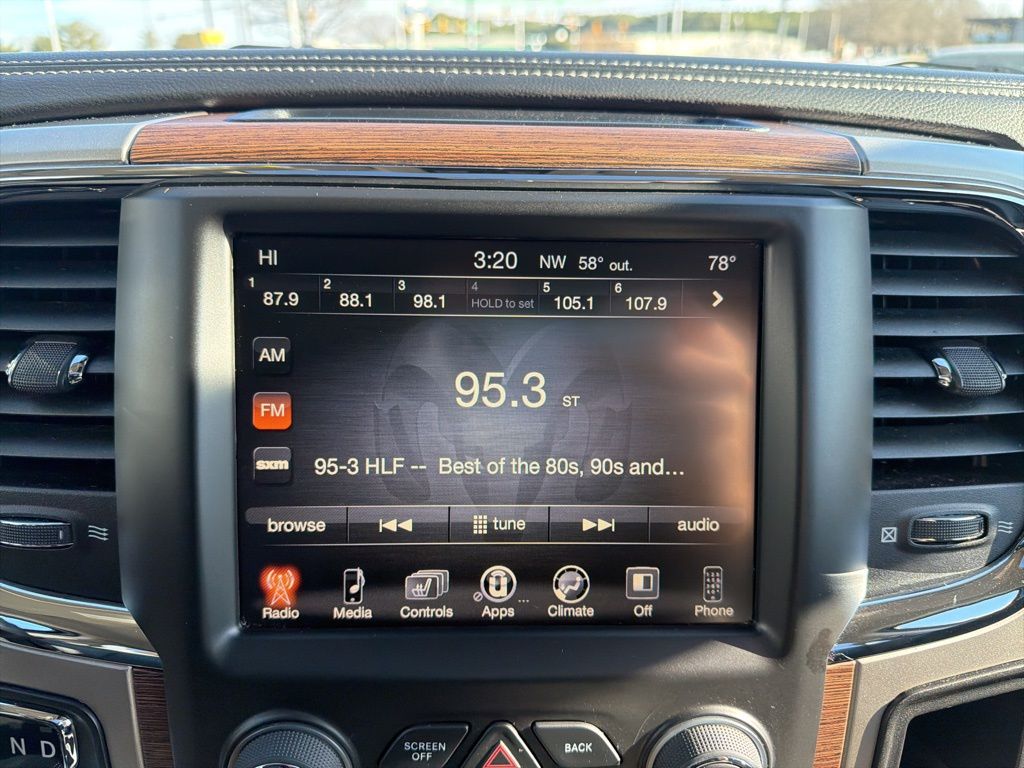 HI 3:20 NW 58° out. 78°
1 2 3 4 5 6
87.9 88.1 98.1 HOLD to set 105.1 107.9
AM
95.3 ST
FM
sxm
95-3 HLF -- Best of the 80s, 90s and...
browse tune audio
Radio Media Controls Apps ... Climate Off Phone
N D
SCREEN OFF
BACK